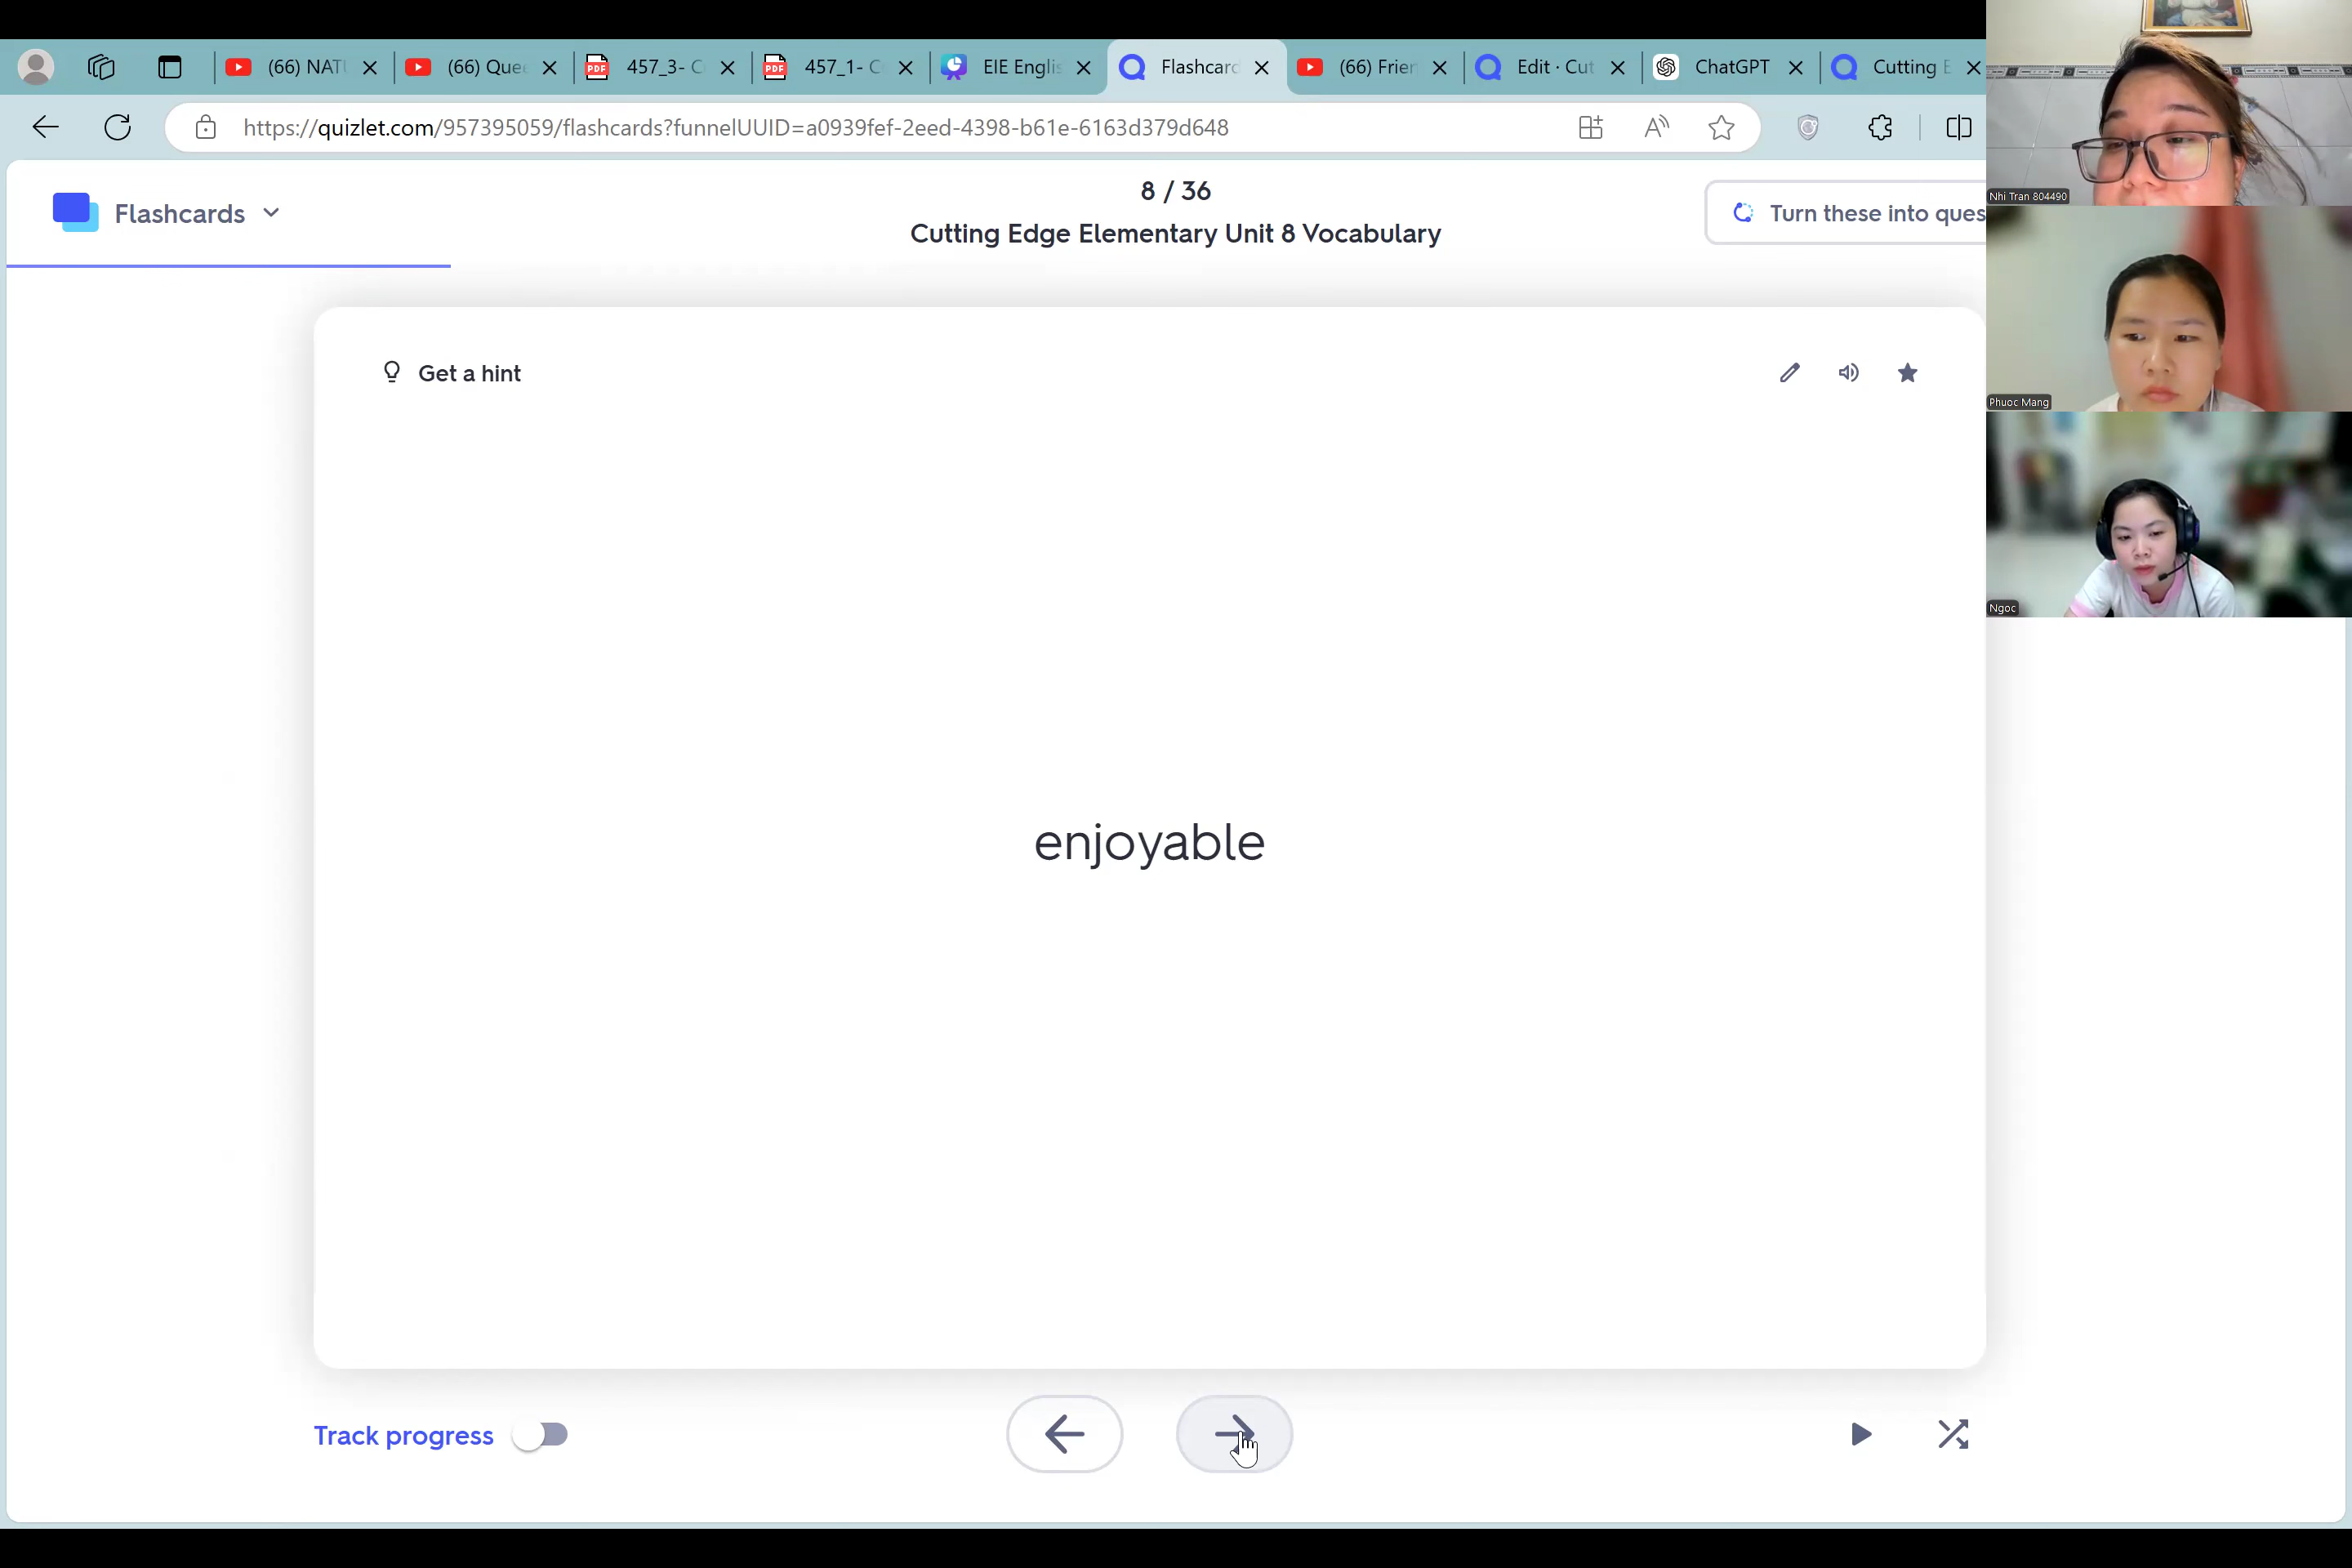 (66) NAT
(66) Que
457_3- C
457_1- C
EIE Englis
Flashcard
(66) Frien
Edit · Cut
ChatGPT
Cutting E
https://quizlet.com/957395059/flashcards?funnelUUID=a0939fef-2eed-4398-b61e-6163d379d648
Flashcards
8 / 36
Cutting Edge Elementary Unit 8 Vocabulary
Turn these into ques
Nhi Tran 804490
Phuoc Mang
Ngoc
Get a hint
enjoyable
Track progress